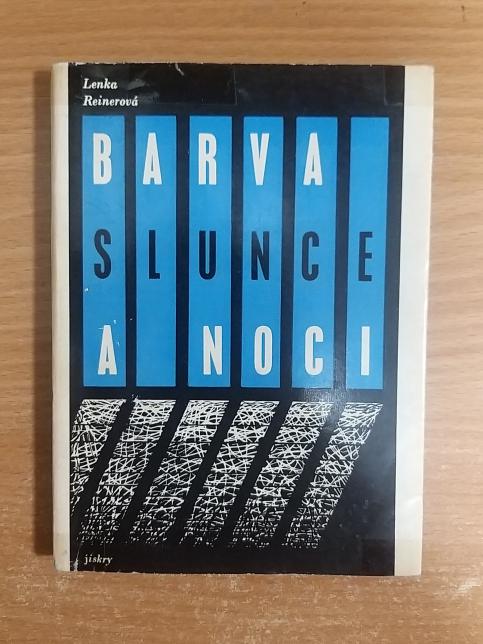 Lenka
Reinerová
BARVA
SLUNCE
A NOCI
jiskry